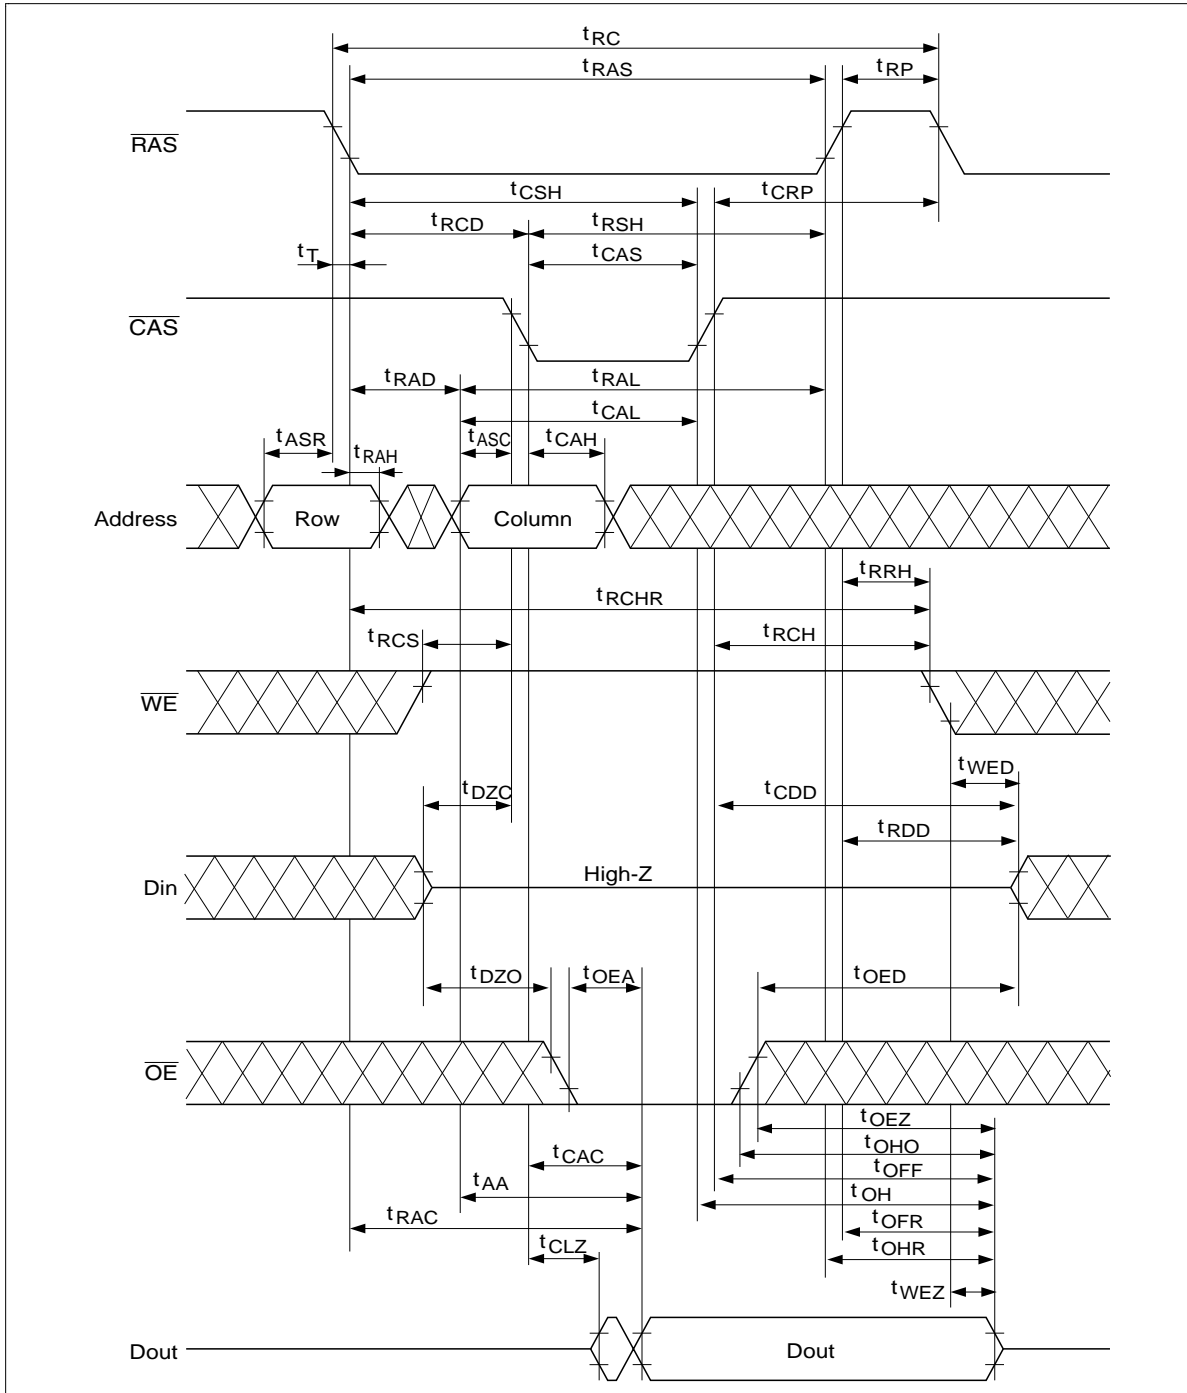 tRC
tRAS tRP
RAS
tCSH tCRP
tRCD tRSH
tT tCAS
CAS
tRAD tRAL
tCAL
tASR tASC tCAH
tRAH
Address Row Column
tRRH
tRCHR
tRCS tRCH
WE
tWED
tDZC tCDD
tRDD
High-Z
Din
tDZO tOEA tOED
OE
tOEZ
tOHO
tCAC
tOFF
tAA
tOH
tRAC tOFR
tCLZ tOHR
tWEZ
Dout Dout